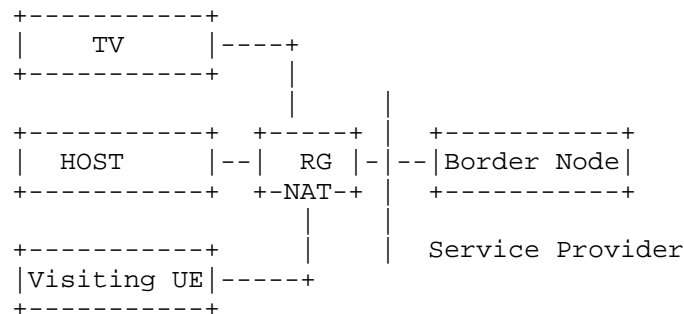 TV
HOST
RG
Border Node
NAT
Service Provider
Visiting UE